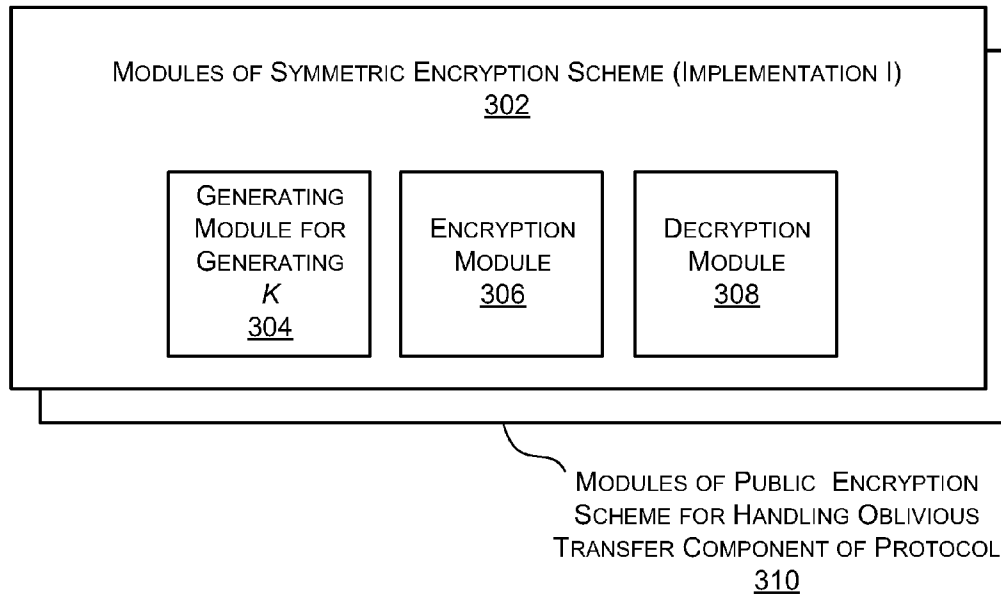 MODULES OF SYMMETRIC ENCRYPTION SCHEME (IMPLEMENTATION I)
302
GENERATING
MODULE FOR
GENERATING
K
304
ENCRYPTION
MODULE
306
DECRYPTION
MODULE
308
MODULES OF PUBLIC ENCRYPTION
SCHEME FOR HANDLING OBLIVIOUS
TRANSFER COMPONENT OF PROTOCOL
310